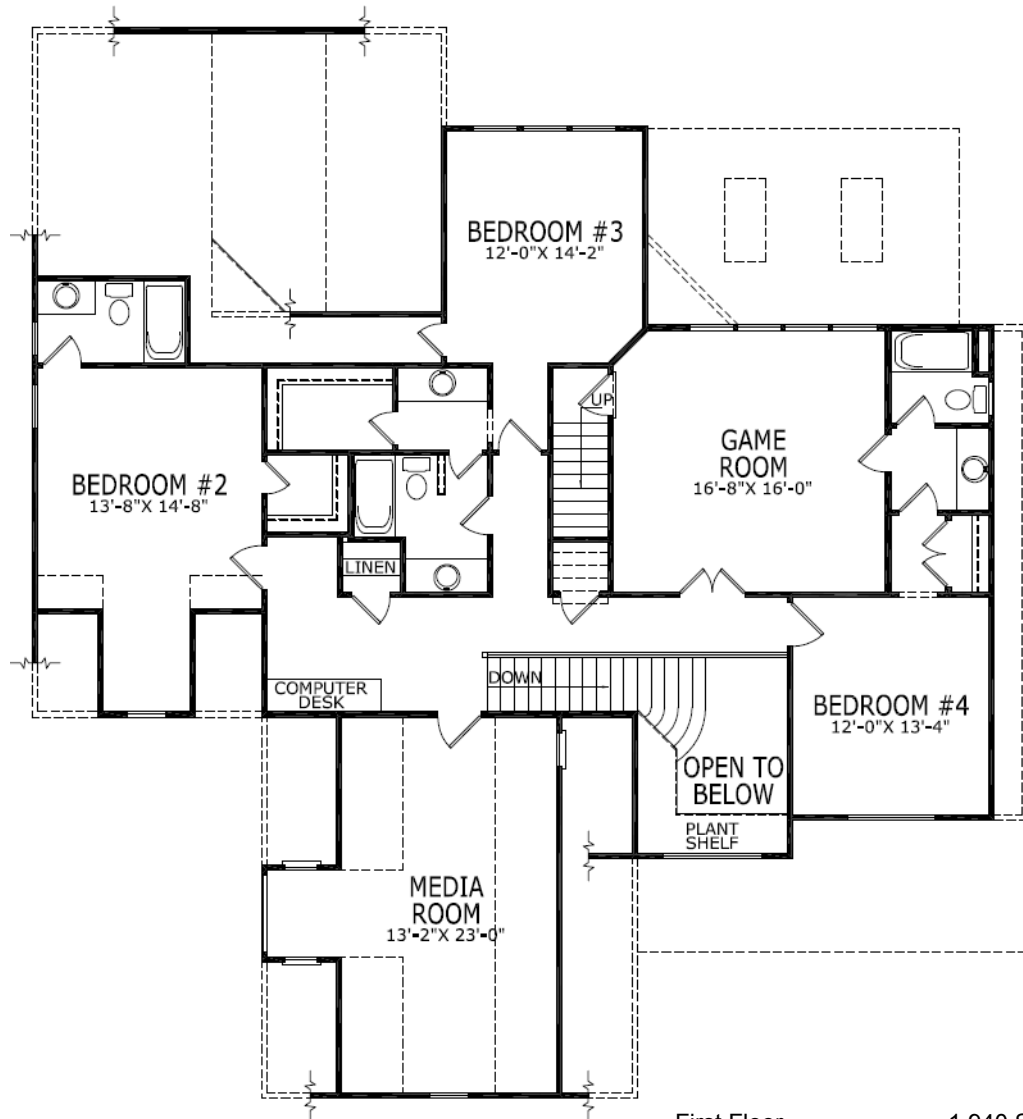 BEDROOM #3
12'-0"X 14'-2"
UP
GAME
ROOM
16'-8"X 16'-0"
BEDROOM #2
13'-8"X 14'-8"
LINEN
COMPUTER
DESK
DOWN
BEDROOM #4
12'-0"X 13'-4"
OPEN TO
BELOW
PLANT
SHELF
MEDIA
ROOM
13'-2"X 23'-0"